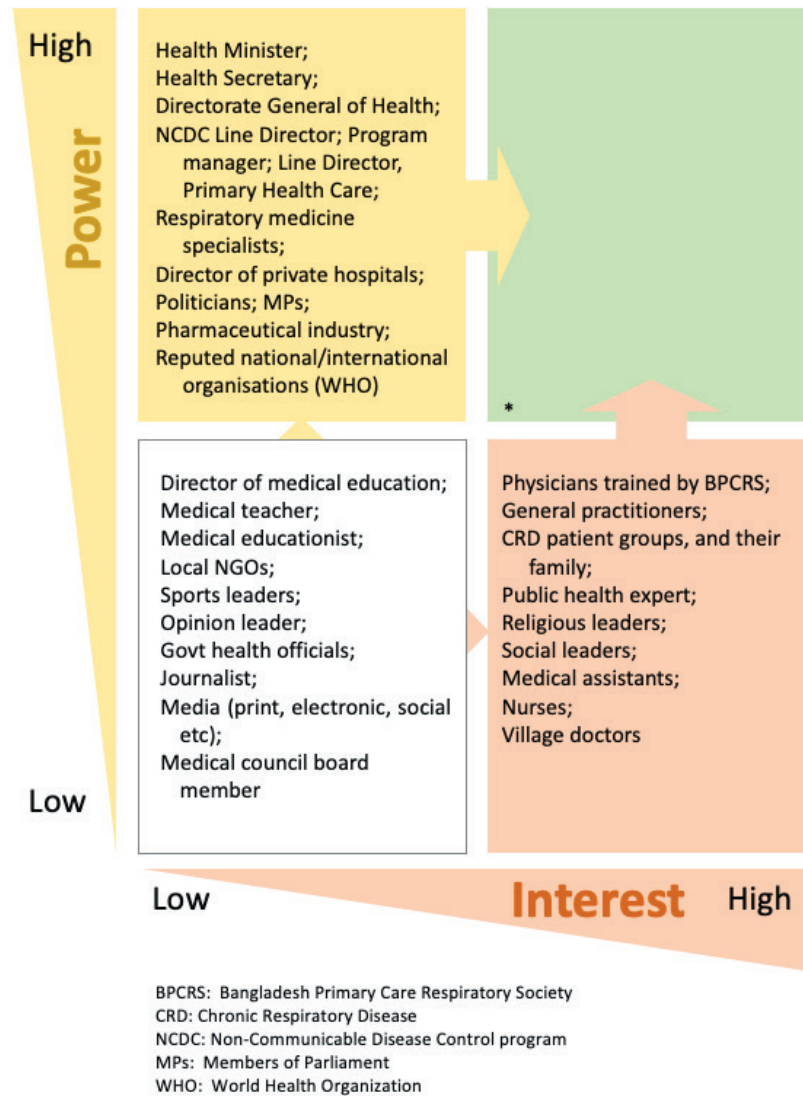 High
Power
Low
Health Minister;
Health Secretary;
Directorate General of Health;
NCDC Line Director; Program
manager; Line Director,
Primary Health Care;
Respiratory medicine
specialists;
Director of private hospitals;
Politicians; MPs;
Pharmaceutical industry;
Reputed national/international
organisations (WHO)
*
Director of medical education;
Medical teacher;
Medical educationist;
Local NGOs;
Sports leaders;
Opinion leader;
Govt health officials;
Journalist;
Media (print, electronic, social
etc);
Medical council board
member
Physicians trained by BPCRS;
General practitioners;
CRD patient groups, and their
family;
Public health expert;
Religious leaders;
Social leaders;
Medical assistants;
Nurses;
Village doctors
Low
Interest
High
BPCRS: Bangladesh Primary Care Respiratory Society
CRD: Chronic Respiratory Disease
NCDC: Non-Communicable Disease Control program
MPs: Members of Parliament
WHO: World Health Organization